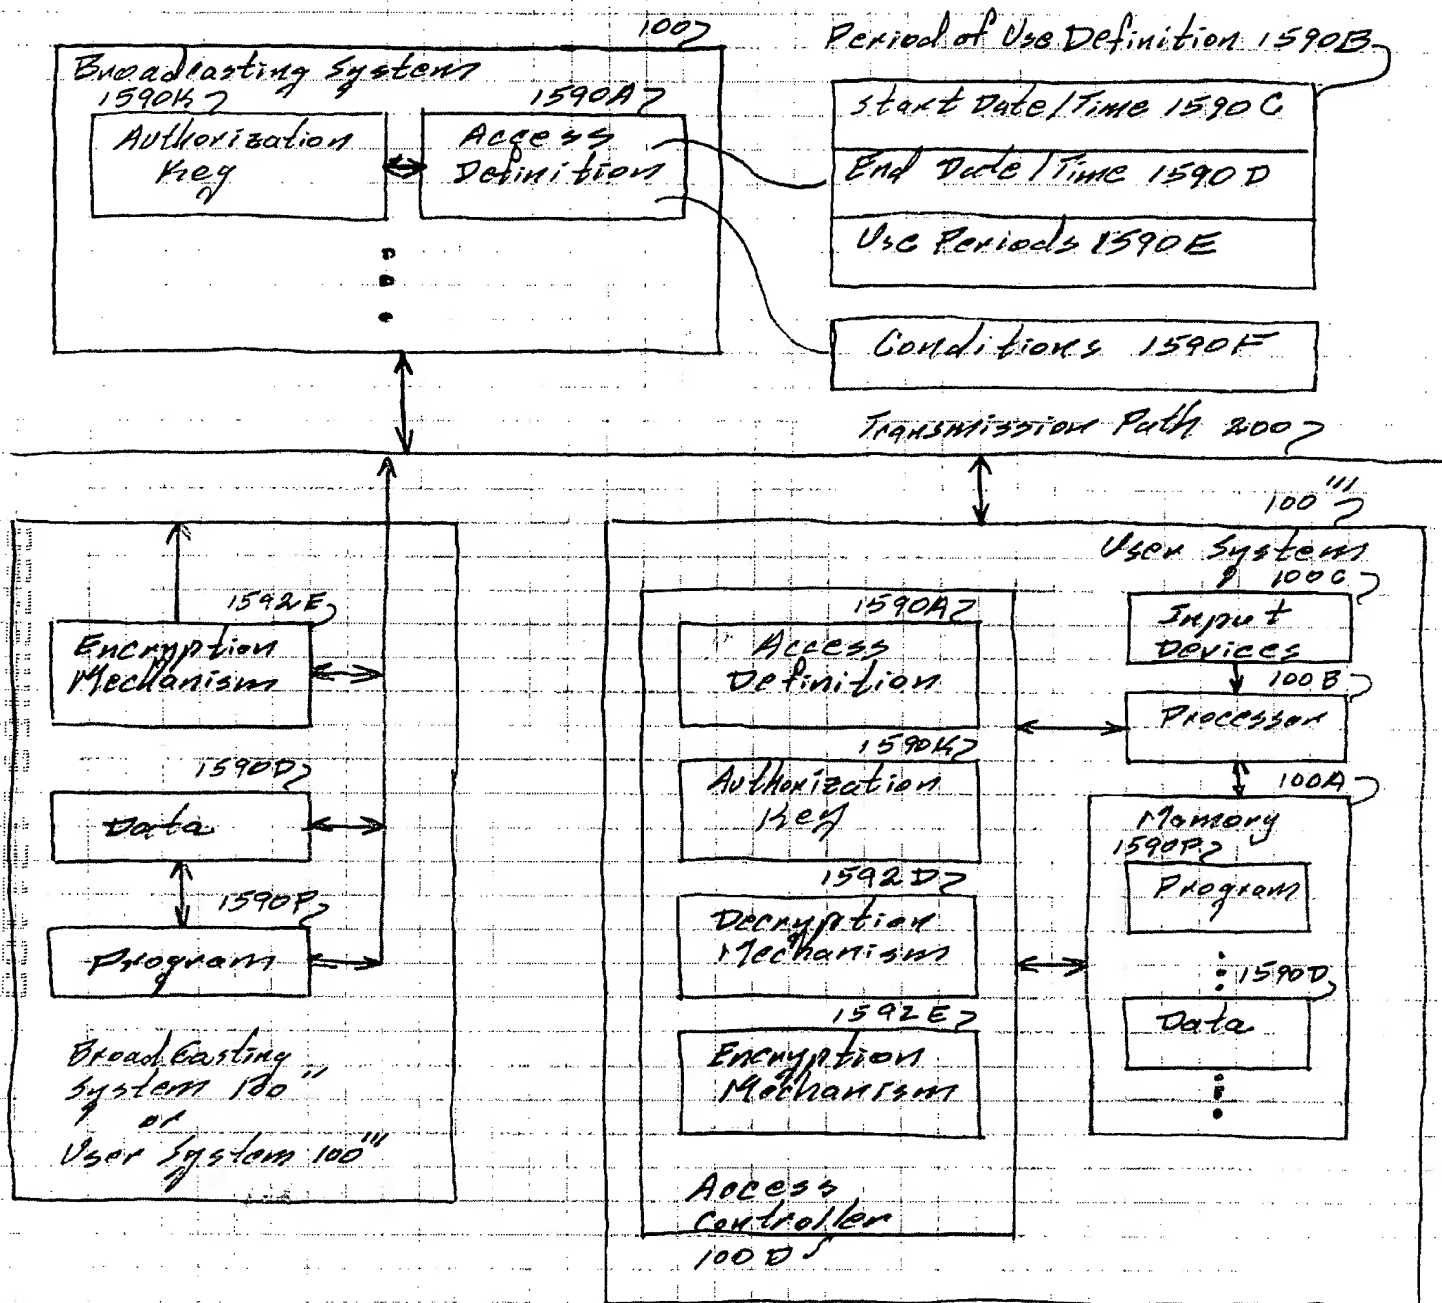 100
Broadcasting System
1590K
1590A
Authorization
Key
Access
Definition
Period of Use Definition 1590B
Start Date/Time 1590C
End Date/Time 1590D
Use Periods 1590E
Conditions 1590F
Transmission Path 200
1592E
Encryption
Mechanism
1590D
Data
1590P
Program
BroadCasting
System 100"
or
User System 100'''
100'''
User System
1590A
Access
Definition
1590K
Authorization
Key
1592D
Decryption
Mechanism
1592E
Encryption
Mechanism
Access
Controller
100D
100C
Input
Devices
100B
Processor
100A
Memory
1590P
Program
1590D
Data